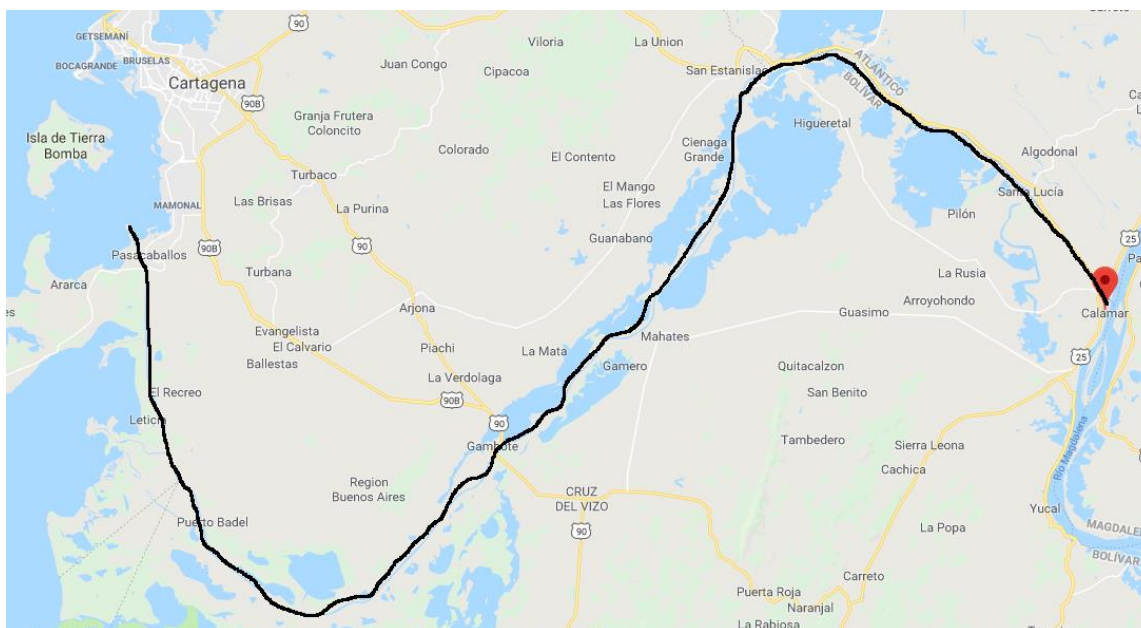 GETSEMANÍ
BOCAGRANDE
BRUSELAS
Cartagena
90
Viloria
La Union
Juan Congo
Cipacoa
San Estanislao
ATLÁNTICO
BOLÍVAR
90B
Isla de Tierra
Bomba
Granja Frutera
Coloncito
Colorado
El Contento
Cienaga
Grande
Higueretal
Algodonal
Turbaco
El Mango
Las Flores
Santa Lucía
MAMONAL
Las Brisas
La Purina
Pilón
Guanabano
90B
90
25
Pasacaballos
Turbana
Ararca
La Rusia
Arjona
Arroyohondo
Guasimo
Calamar
Evangelista
El Calvario
Ballestas
Piachi
La Mata
Mahates
25
La Verdolaga
Gamero
Quitacalzon
San Benito
El Recreo
90B
Leticia
90
Gambote
Tambedero
Sierra Leona
Cachica
Río Magdalena
Region
Buenos Aires
CRUZ
DEL VIZO
Puerto Badel
90
La Popa
Yucal
MAGDALENA
BOLÍVAR
Carreto
Puerta Roja
Naranjal
La Rabiosa